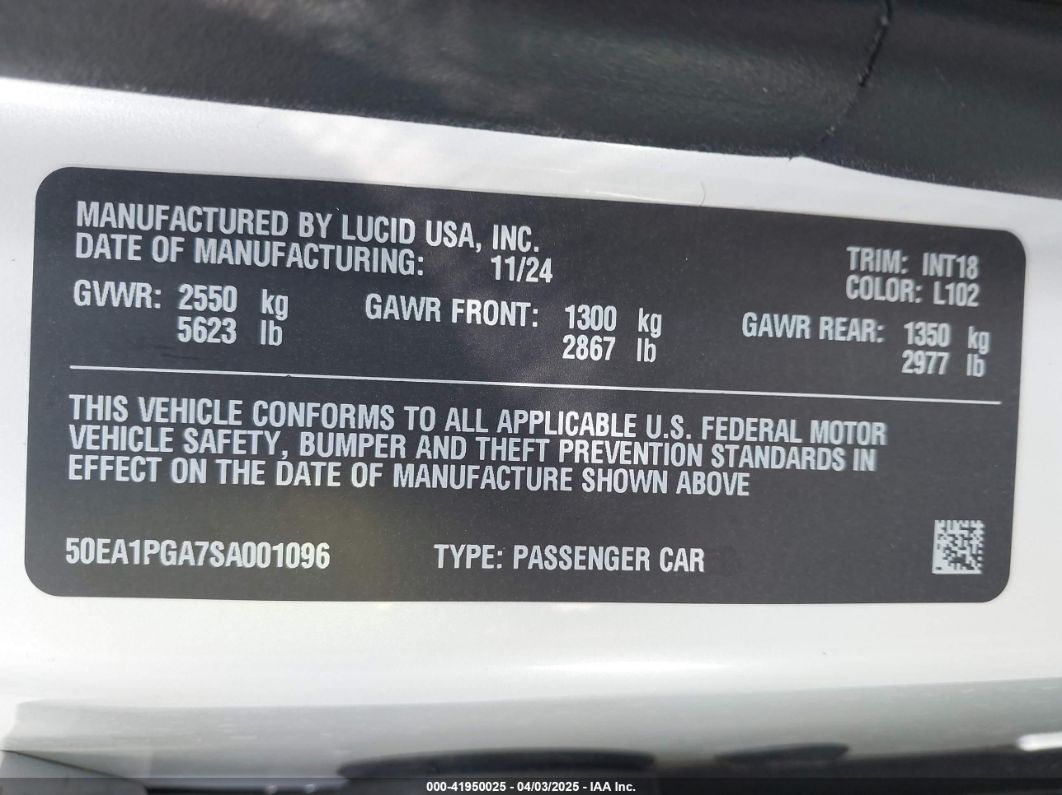 MANUFACTURED BY LUCID USA, INC.
DATE OF MANUFACTURING: 11/24
TRIM: INT18
COLOR: L102
GVWR: 2550 kg
5623 lb
GAWR FRONT: 1300 kg
2867 lb
GAWR REAR: 1350 kg
2977 lb
THIS VEHICLE CONFORMS TO ALL APPLICABLE U.S. FEDERAL MOTOR
VEHICLE SAFETY, BUMPER AND THEFT PREVENTION STANDARDS IN
EFFECT ON THE DATE OF MANUFACTURE SHOWN ABOVE
50EA1PGA7SA001096 TYPE: PASSENGER CAR
000-41950025 - 04/03/2025 - IAA Inc.